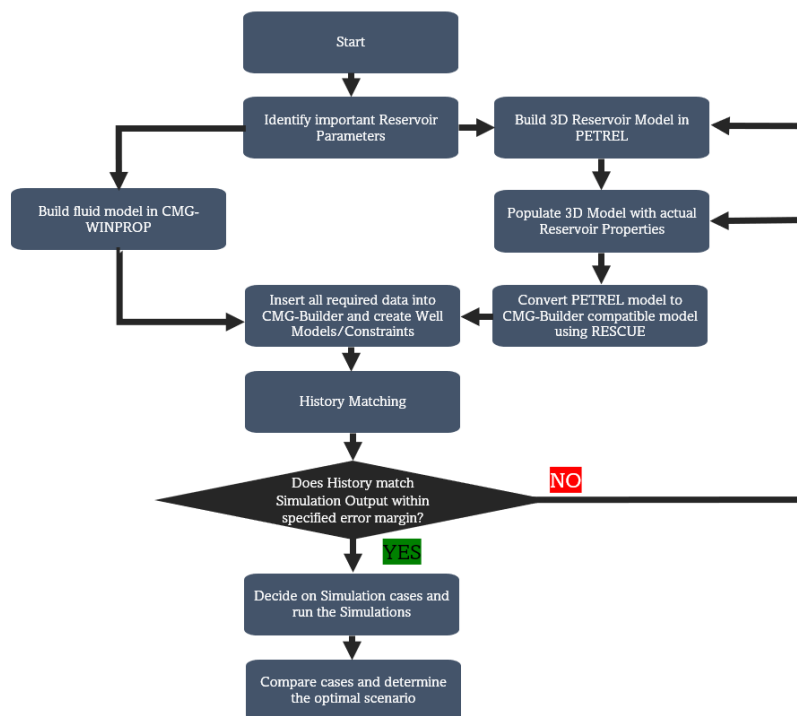 Start
Identify important Reservoir
Parameters
Build 3D Reservoir Model in
PETREL
Build fluid model in CMG-
WINPROP
Populate 3D Model with actual
Reservoir Properties
Insert all required data into
CMG-Builder and create Well
Models/Constraints
Convert PETREL model to
CMG-Builder compatible model
using RESCUE
History Matching
Does History match
Simulation Output within
specified error margin?
NO
YES
Decide on Simulation cases and
run the Simulations
Compare cases and determine
the optimal scenario